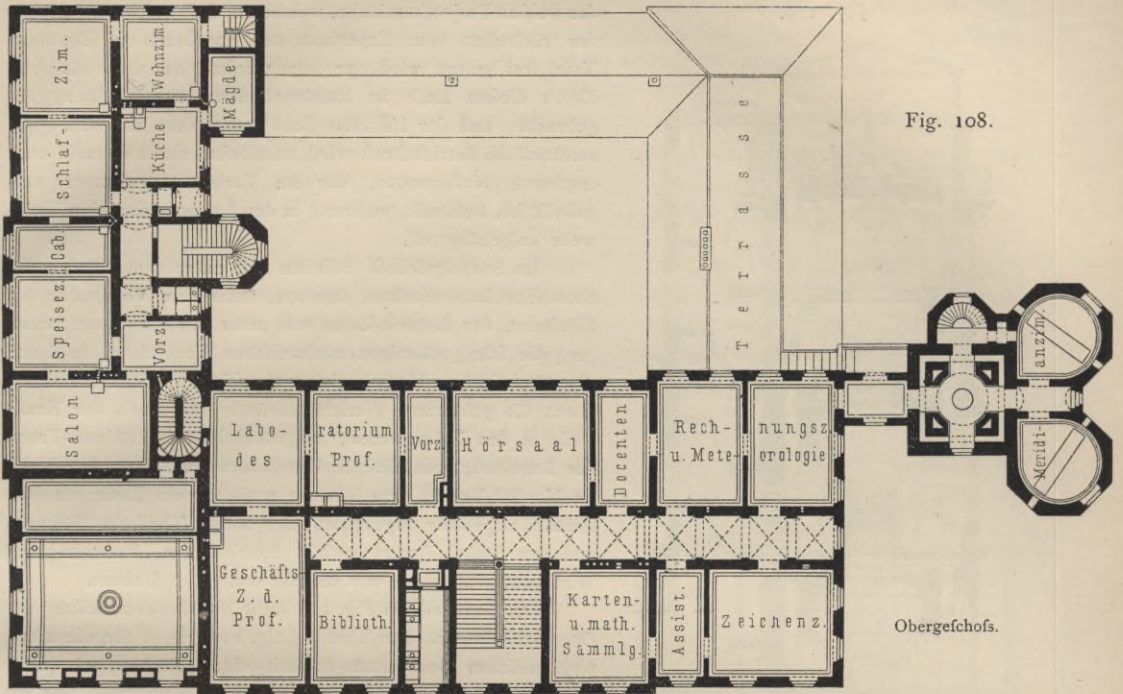 Zim
Wohnzim.
Mägde
Schlaf-
Küche
Cab.
Speisez.
Vorz.
Salon
Terrasse
Fig. 108.
Labo- ratorium
des Prof.
Vorz.
Hörsaal
Docenten
Rech- nungsz.
u. Mete- orologie
Meridi- anzim.
Geschäfts-
Z. d.
Prof.
Biblioth.
Karten-
u. math.
Sammlg.
Assist.
Zeichenz.
Obergeſchoſs.